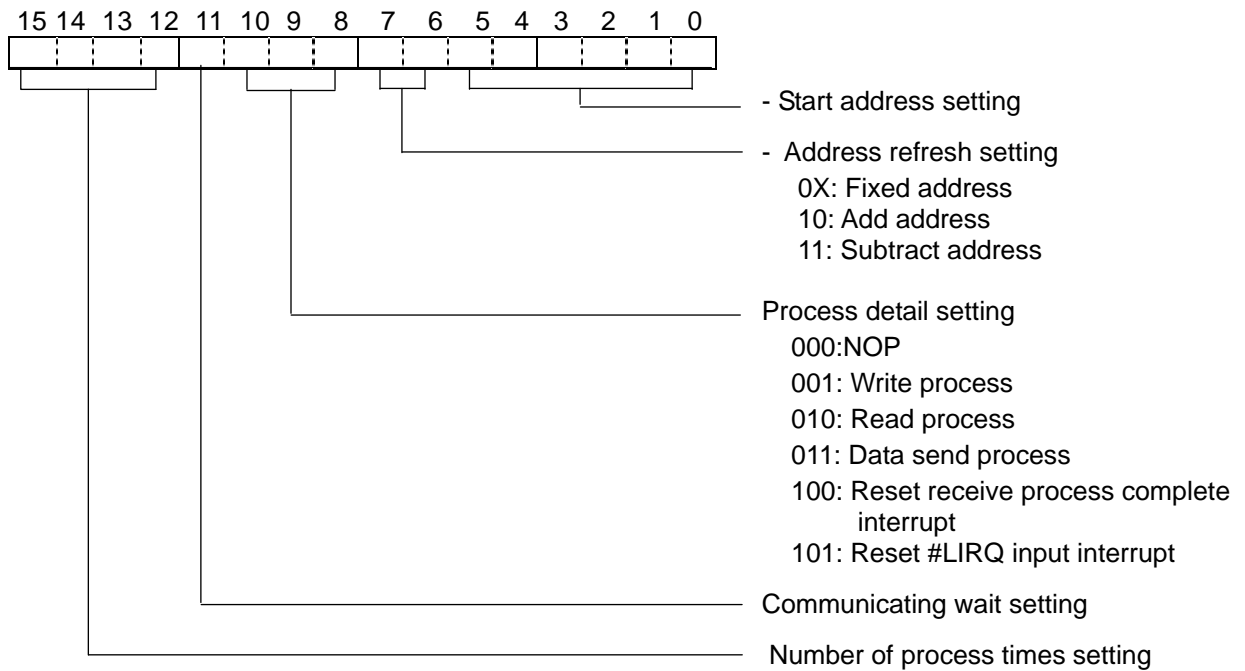 15 14 13 12 11 10 9 8 7 6 5 4 3 2 1 0
- Start address setting
- Address refresh setting
0X: Fixed address
10: Add address
11: Subtract address
Process detail setting
000:NOP
001: Write process
010: Read process
011: Data send process
100: Reset receive process complete
interrupt
101: Reset #LIRQ input interrupt
Communicating wait setting
Number of process times setting